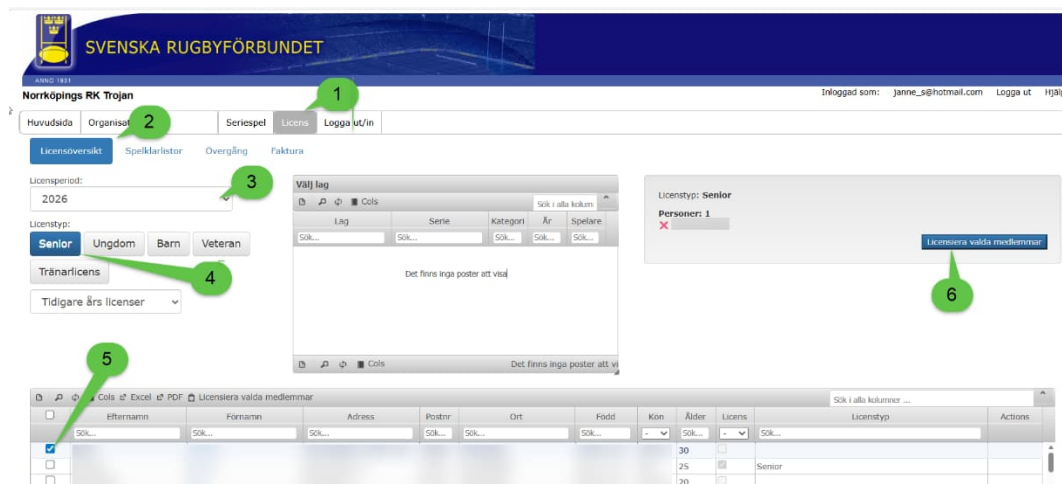 SVENSKA RUGBYFÖRBUNDET
ANNO 1931
Norrköpings RK Trojan
Inloggad som: janne_s@hotmail.com Logga ut Hjäl
1
Huvudsida Organisat Seriespel Licens Logga ut/in
2
Licensöversikt Spelklarlistor Övergång Faktura
Licensperiod:
2026
3
Licenstyp:
Senior Ungdom Barn Veteran
Tränarlicens
4
Tidigare års licenser
Välj lag
Cols Sök i alla kolumn
Lag Serie Kategori År Spelare
Sök... Sök... Sök... Sök... Sök...
Det finns inga poster att visa
Cols Det finns inga poster att vi
Licenstyp: Senior
Personer: 1
Licensiera valda medlemmar
6
5
Cols Excel PDF Licensiera valda medlemmar Sök i alla kolumner ...
Efternamn Förnamn Adress Postnr Ort Född Kön Ålder Licens Licenstyp Actions
Sök... Sök... Sök... Sök... Sök... Sök... - Sök... - Sök...
30
25 Senior
20